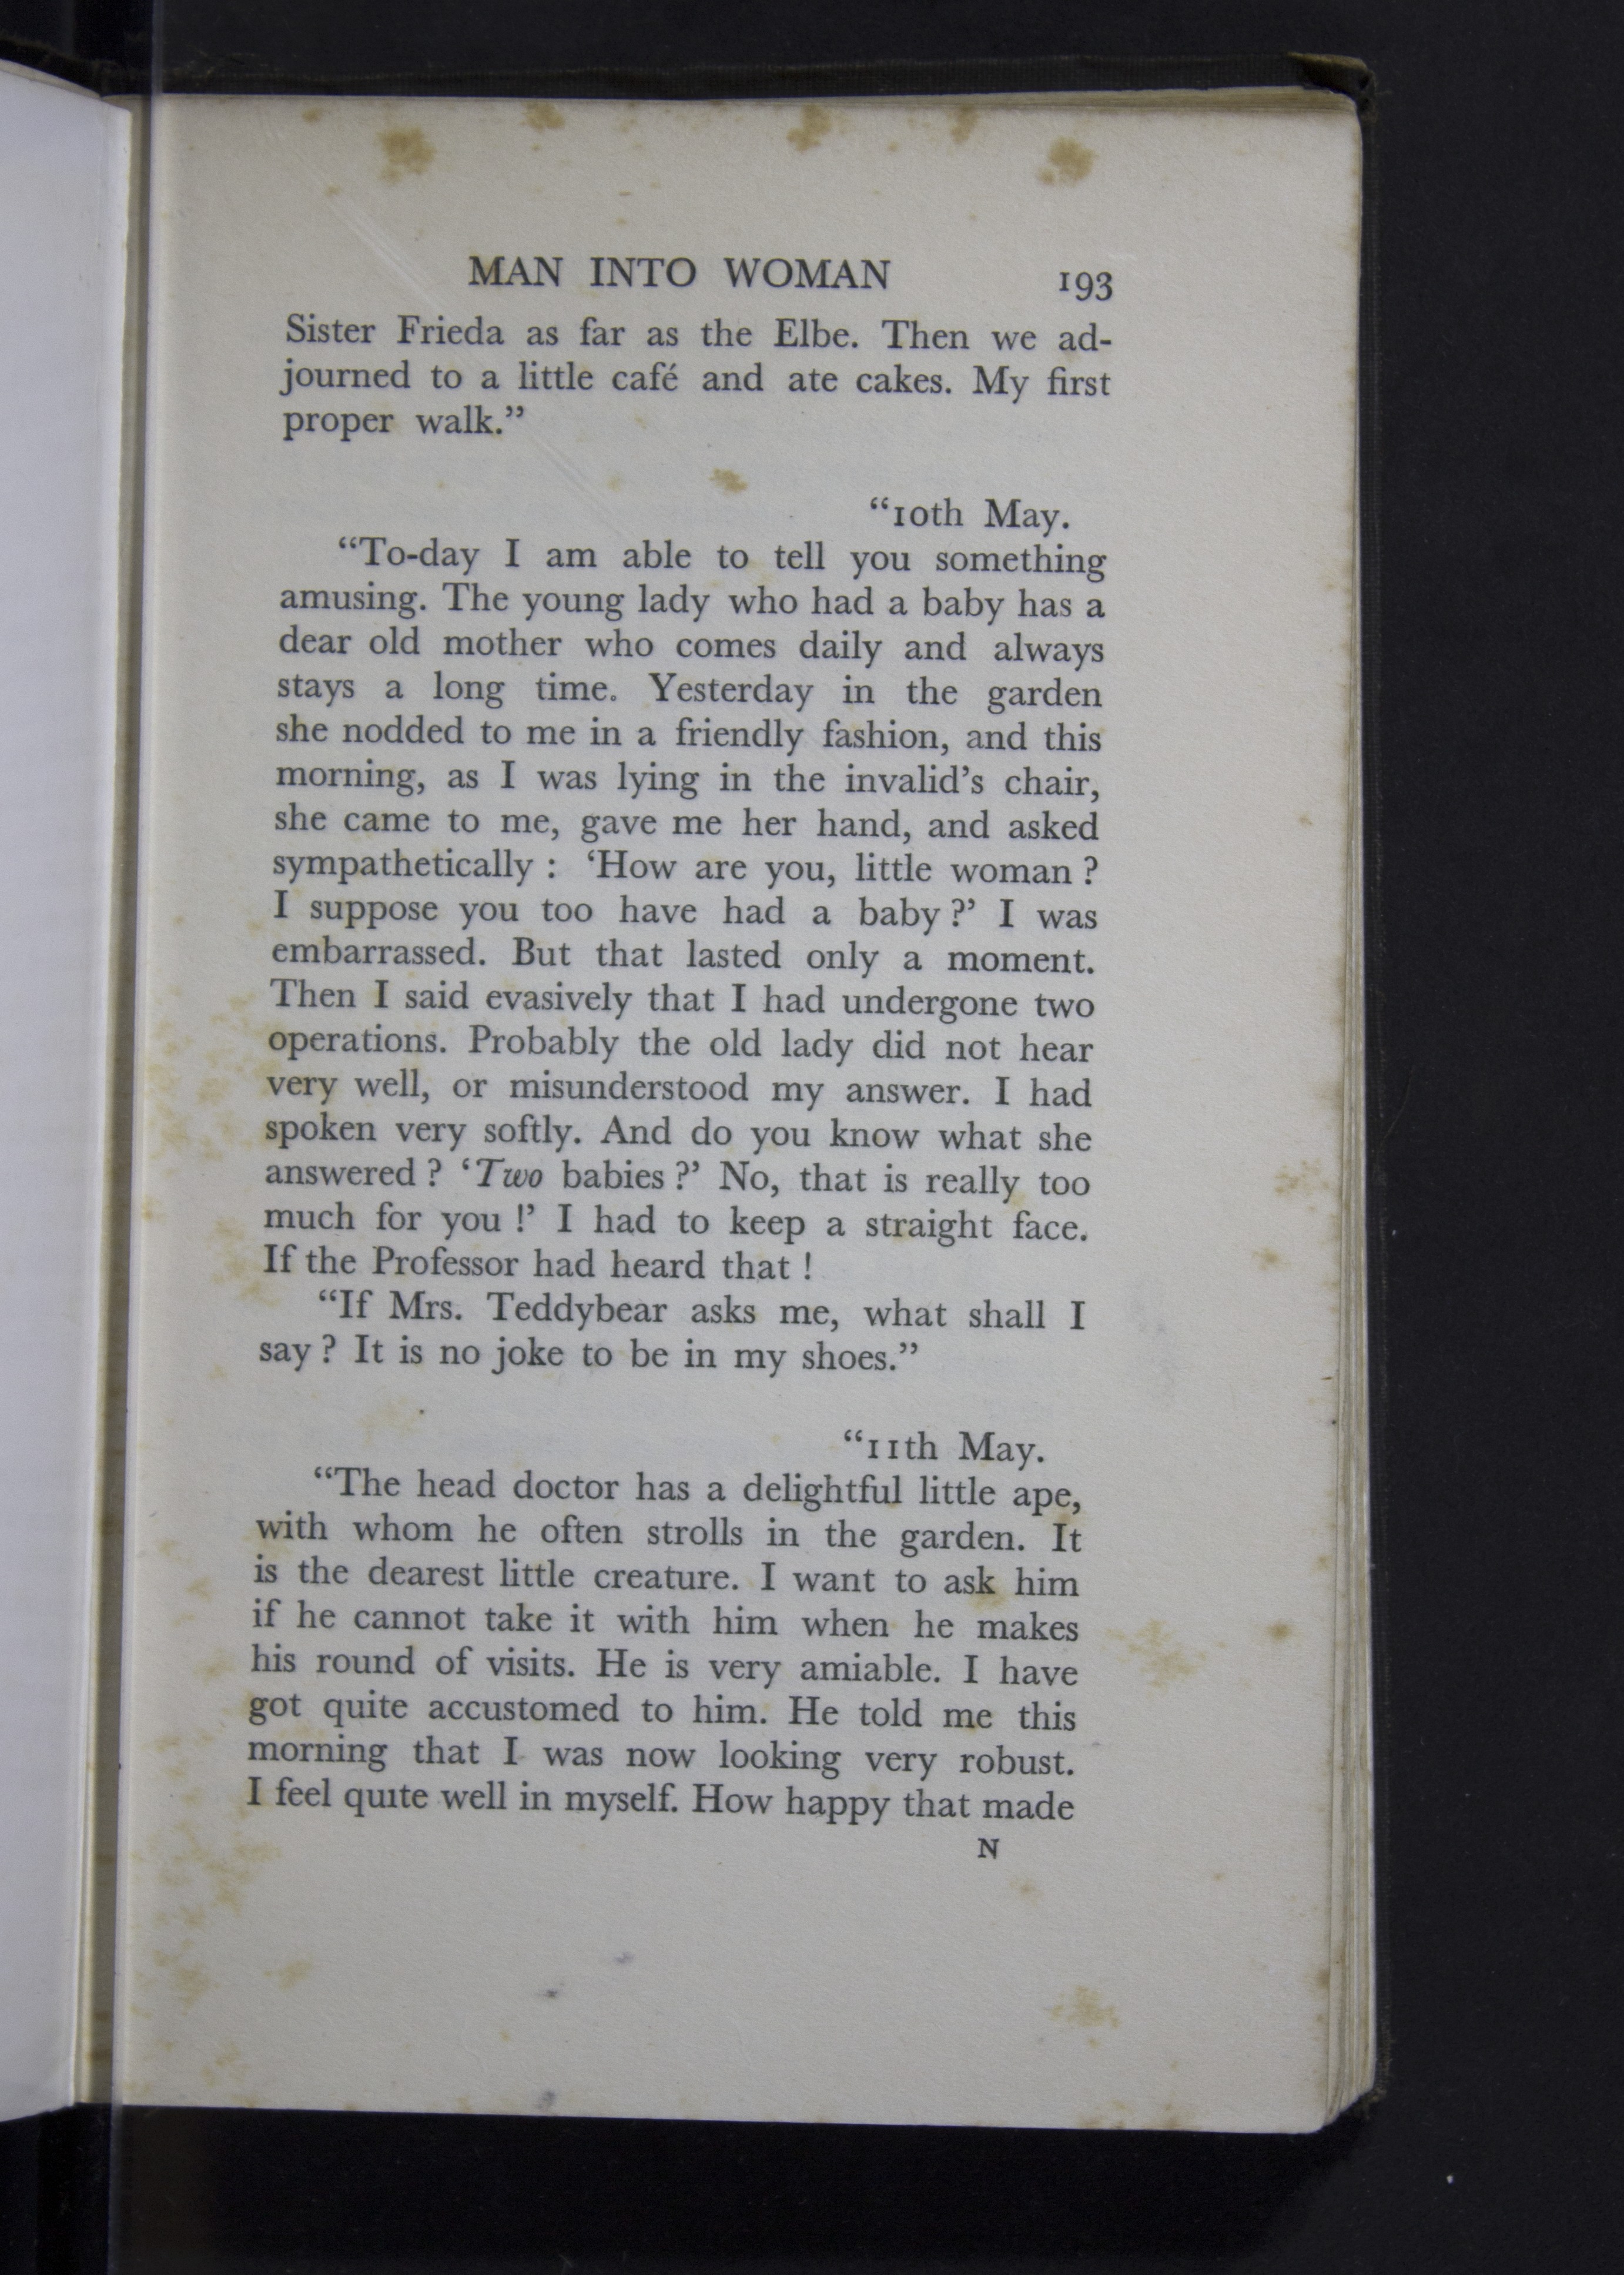 MAN INTO WOMAN 193
Sister Frieda as far as the Elbe. Then we ad-
journed to a little café and ate cakes. My first
proper walk.”
“10th May.
“To-day I am able to tell you something
amusing. The young lady who had a baby has a
dear old mother who comes daily and always
stays a long time. Yesterday in the garden
she nodded to me in a friendly fashion, and this
morning, as I was lying in the invalid’s chair,
she came to me, gave me her hand, and asked
sympathetically : ‘How are you, little woman ?
I suppose you too have had a baby ?’ I was
embarrassed. But that lasted only a moment.
Then I said evasively that I had undergone two
operations. Probably the old lady did not hear
very well, or misunderstood my answer. I had
spoken very softly. And do you know what she
answered ? ‘Two babies ?’ No, that is really too
much for you !’ I had to keep a straight face.
If the Professor had heard that !
“If Mrs. Teddybear asks me, what shall I
say ? It is no joke to be in my shoes.”
“11th May.
“The head doctor has a delightful little ape,
with whom he often strolls in the garden. It
is the dearest little creature. I want to ask him
if he cannot take it with him when he makes
his round of visits. He is very amiable. I have
got quite accustomed to him. He told me this
morning that I was now looking very robust.
I feel quite well in myself. How happy that made
N